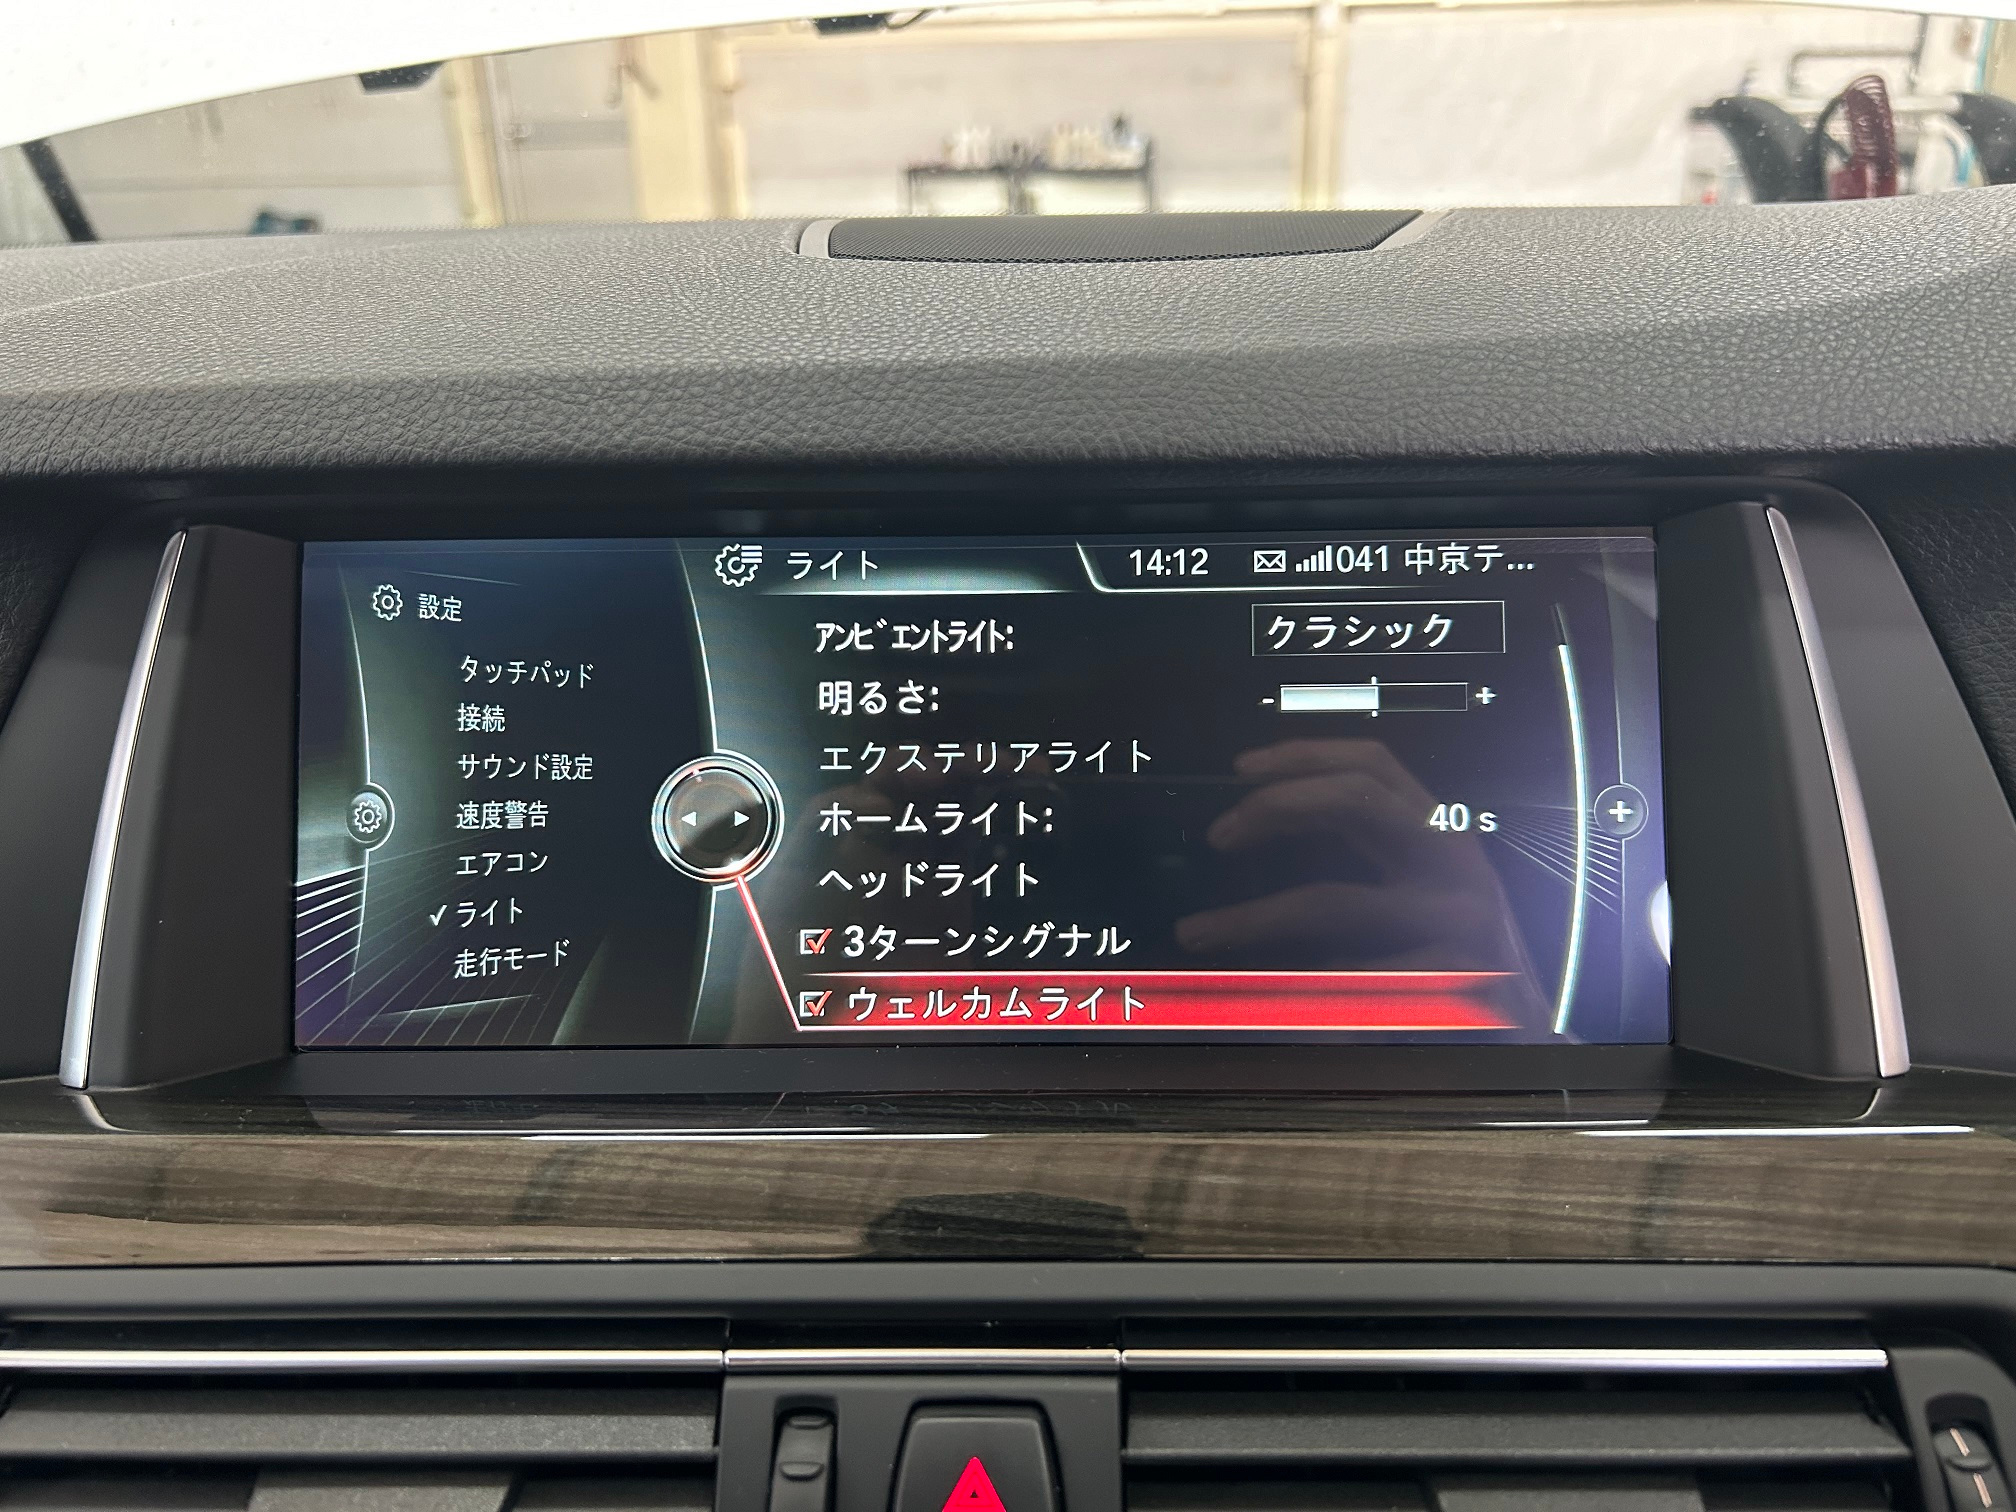 ライト
14:12 041 中京テ...
設定
タッチパッド
接続
サウンド設定
速度警告
エアコン
✓ライト
走行モード
アンビエントライト: クラシック
明るさ: - +
エクステリアライト
ホームライト: 40 s
ヘッドライト
3ターンシグナル
ウェルカムライト
+